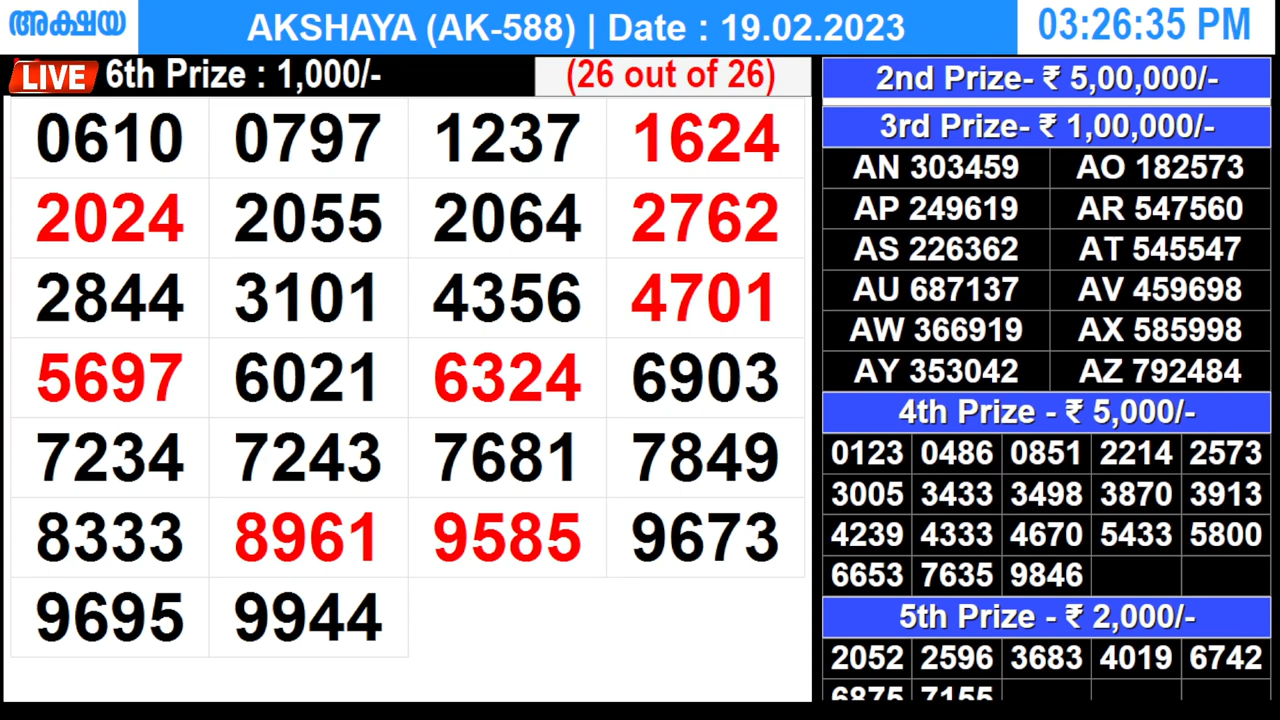 അക്ഷയ AKSHAYA (AK-588) | Date : 19.02.2023 03:26:35 PM
LIVE 6th Prize : 1,000/- (26 out of 26)
0610 0797 1237 1624
2024 2055 2064 2762
2844 3101 4356 4701
5697 6021 6324 6903
7234 7243 7681 7849
8333 8961 9585 9673
9695 9944
2nd Prize- ₹ 5,00,000/-
3rd Prize- ₹ 1,00,000/-
AN 303459 AO 182573
AP 249619 AR 547560
AS 226362 AT 545547
AU 687137 AV 459698
AW 366919 AX 585998
AY 353042 AZ 792484
4th Prize - ₹ 5,000/-
0123 0486 0851 2214 2573
3005 3433 3498 3870 3913
4239 4333 4670 5433 5800
6653 7635 9846
5th Prize - ₹ 2,000/-
2052 2596 3683 4019 6742
6875 7155